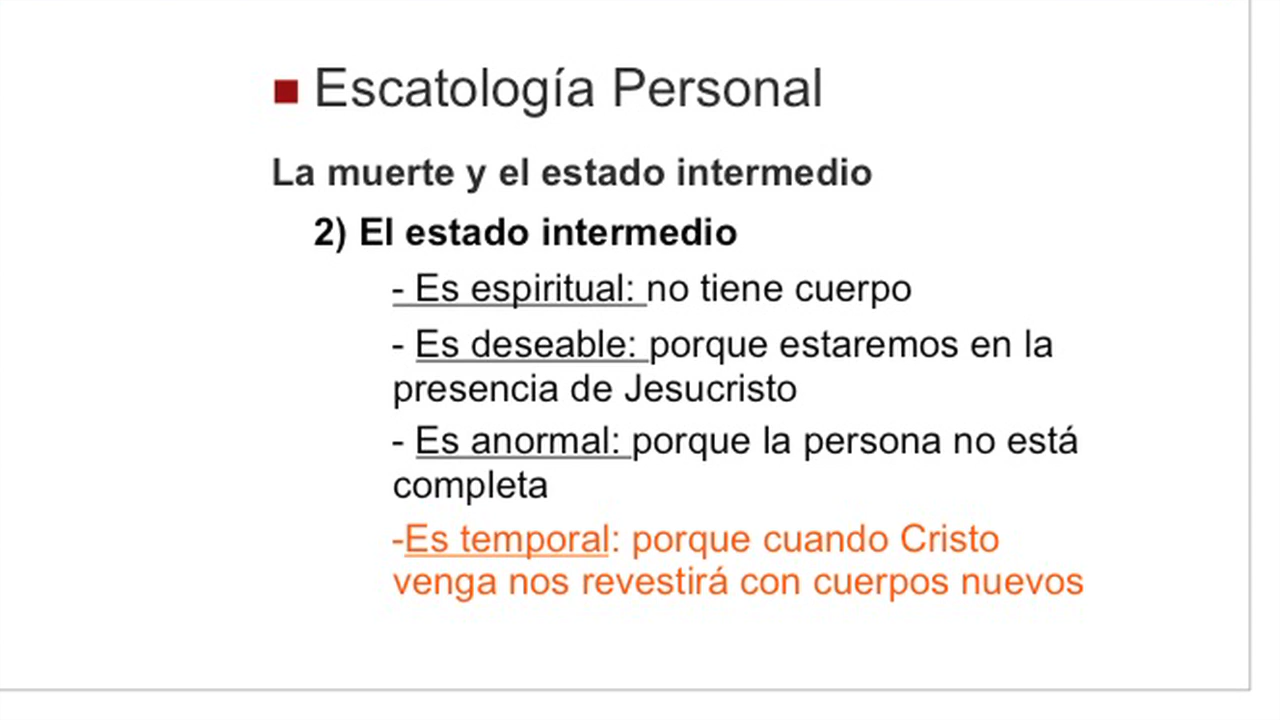 Escatología Personal
La muerte y el estado intermedio
2) El estado intermedio
- Es espiritual: no tiene cuerpo
- Es deseable: porque estaremos en la
presencia de Jesucristo
- Es anormal: porque la persona no está
completa
-Es temporal: porque cuando Cristo
venga nos revestirá con cuerpos nuevos